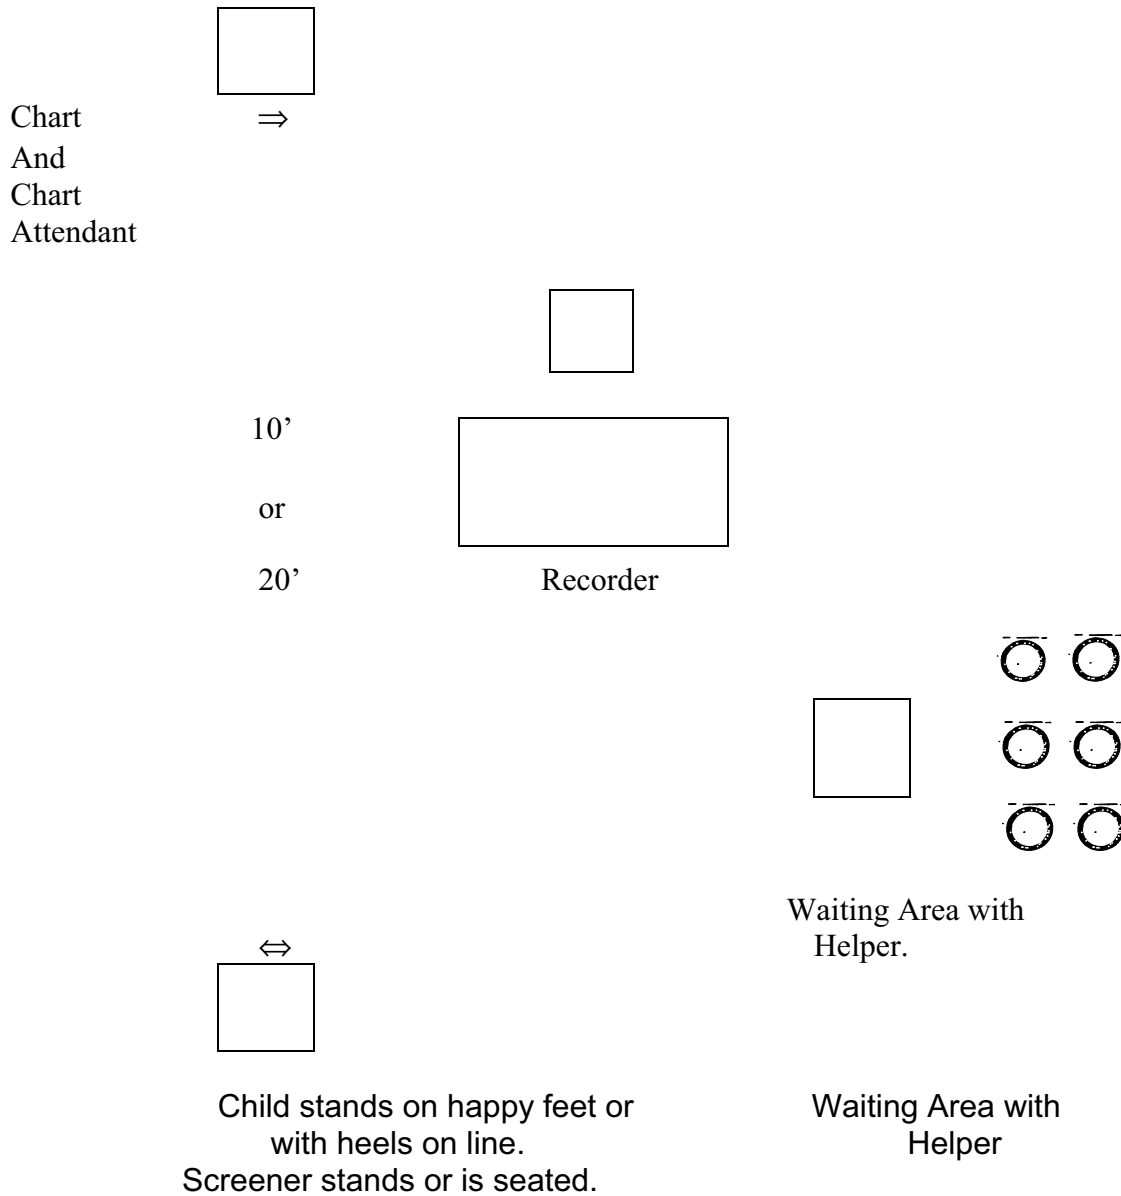 Chart ⇒
And
Chart
Attendant
10’
or
20’ Recorder
Waiting Area with
Helper.
⇔
Child stands on happy feet or
with heels on line.
Screener stands or is seated.
Waiting Area with
Helper